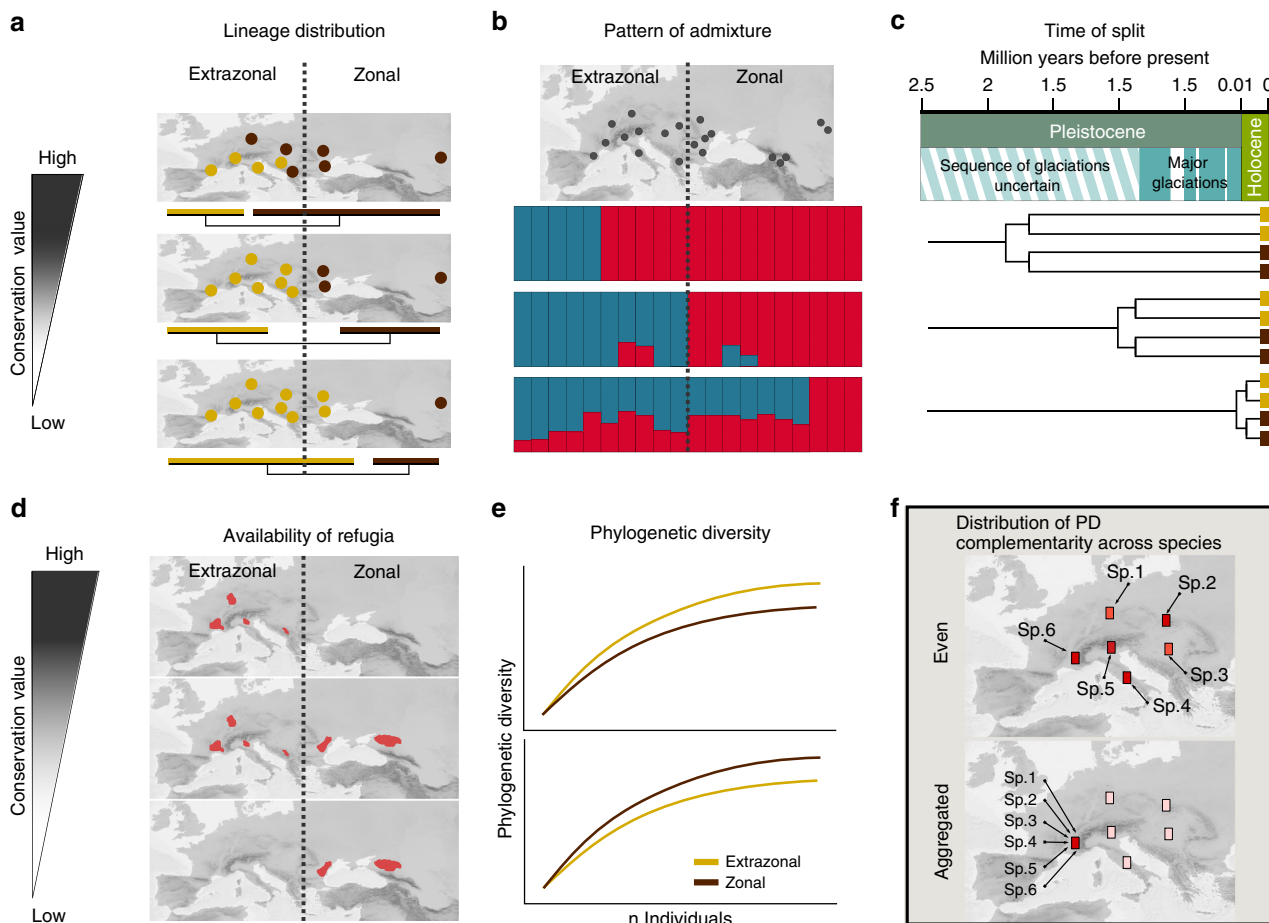 a
Lineage distribution
Extrazonal
Zonal
High
Conservation value
Low
b
Pattern of admixture
Extrazonal
Zonal
c
Time of split
Million years before present
2.5 2 1.5 1.5 1.5 0.01 0
Pleistocene
Holocene
Sequence of glaciations
uncertain
Major
glaciations
d
Availability of refugia
High
Extrazonal
Zonal
Conservation value
Low
e
Phylogenetic diversity
Phylogenetic diversity
Extrazonal
Zonal
n Individuals
f
Distribution of PD
complementarity across species
Even
Sp.1
Sp.2
Sp.6
Sp.5
Sp.3
Sp.4
Aggregated
Sp.1
Sp.2
Sp.3
Sp.4
Sp.5
Sp.6